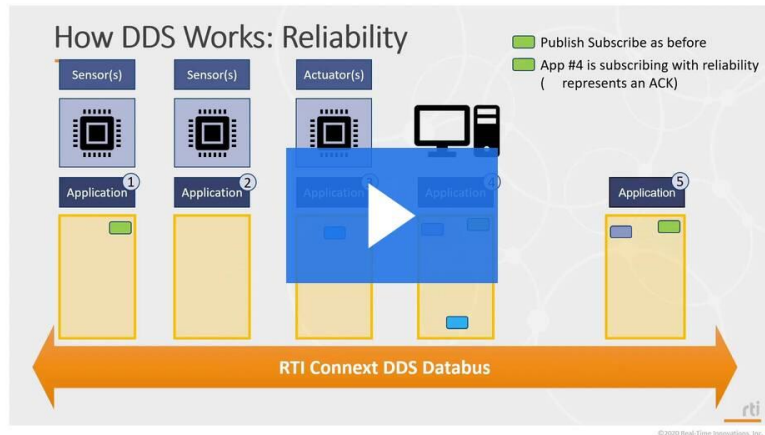 How DDS Works: Reliability
Publish Subscribe as before
App #4 is subscribing with reliability
( represents an ACK)
Sensor(s)
Sensor(s)
Actuator(s)
Application 1
Application 2
Application 3
Application 4
Application 5
RTI Connext DDS Databus
rti
©2020 Real-Time Innovations, Inc.